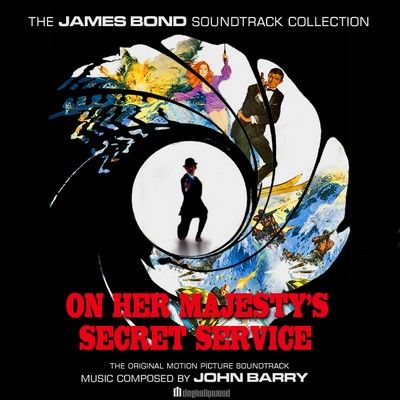 THE JAMES BOND SOUNDTRACK COLLECTION
ON HER MAJESTY'S
SECRET SERVICE
THE ORIGINAL MOTION PICTURE SOUNDTRACK
MUSIC COMPOSED BY JOHN BARRY
doghollywood